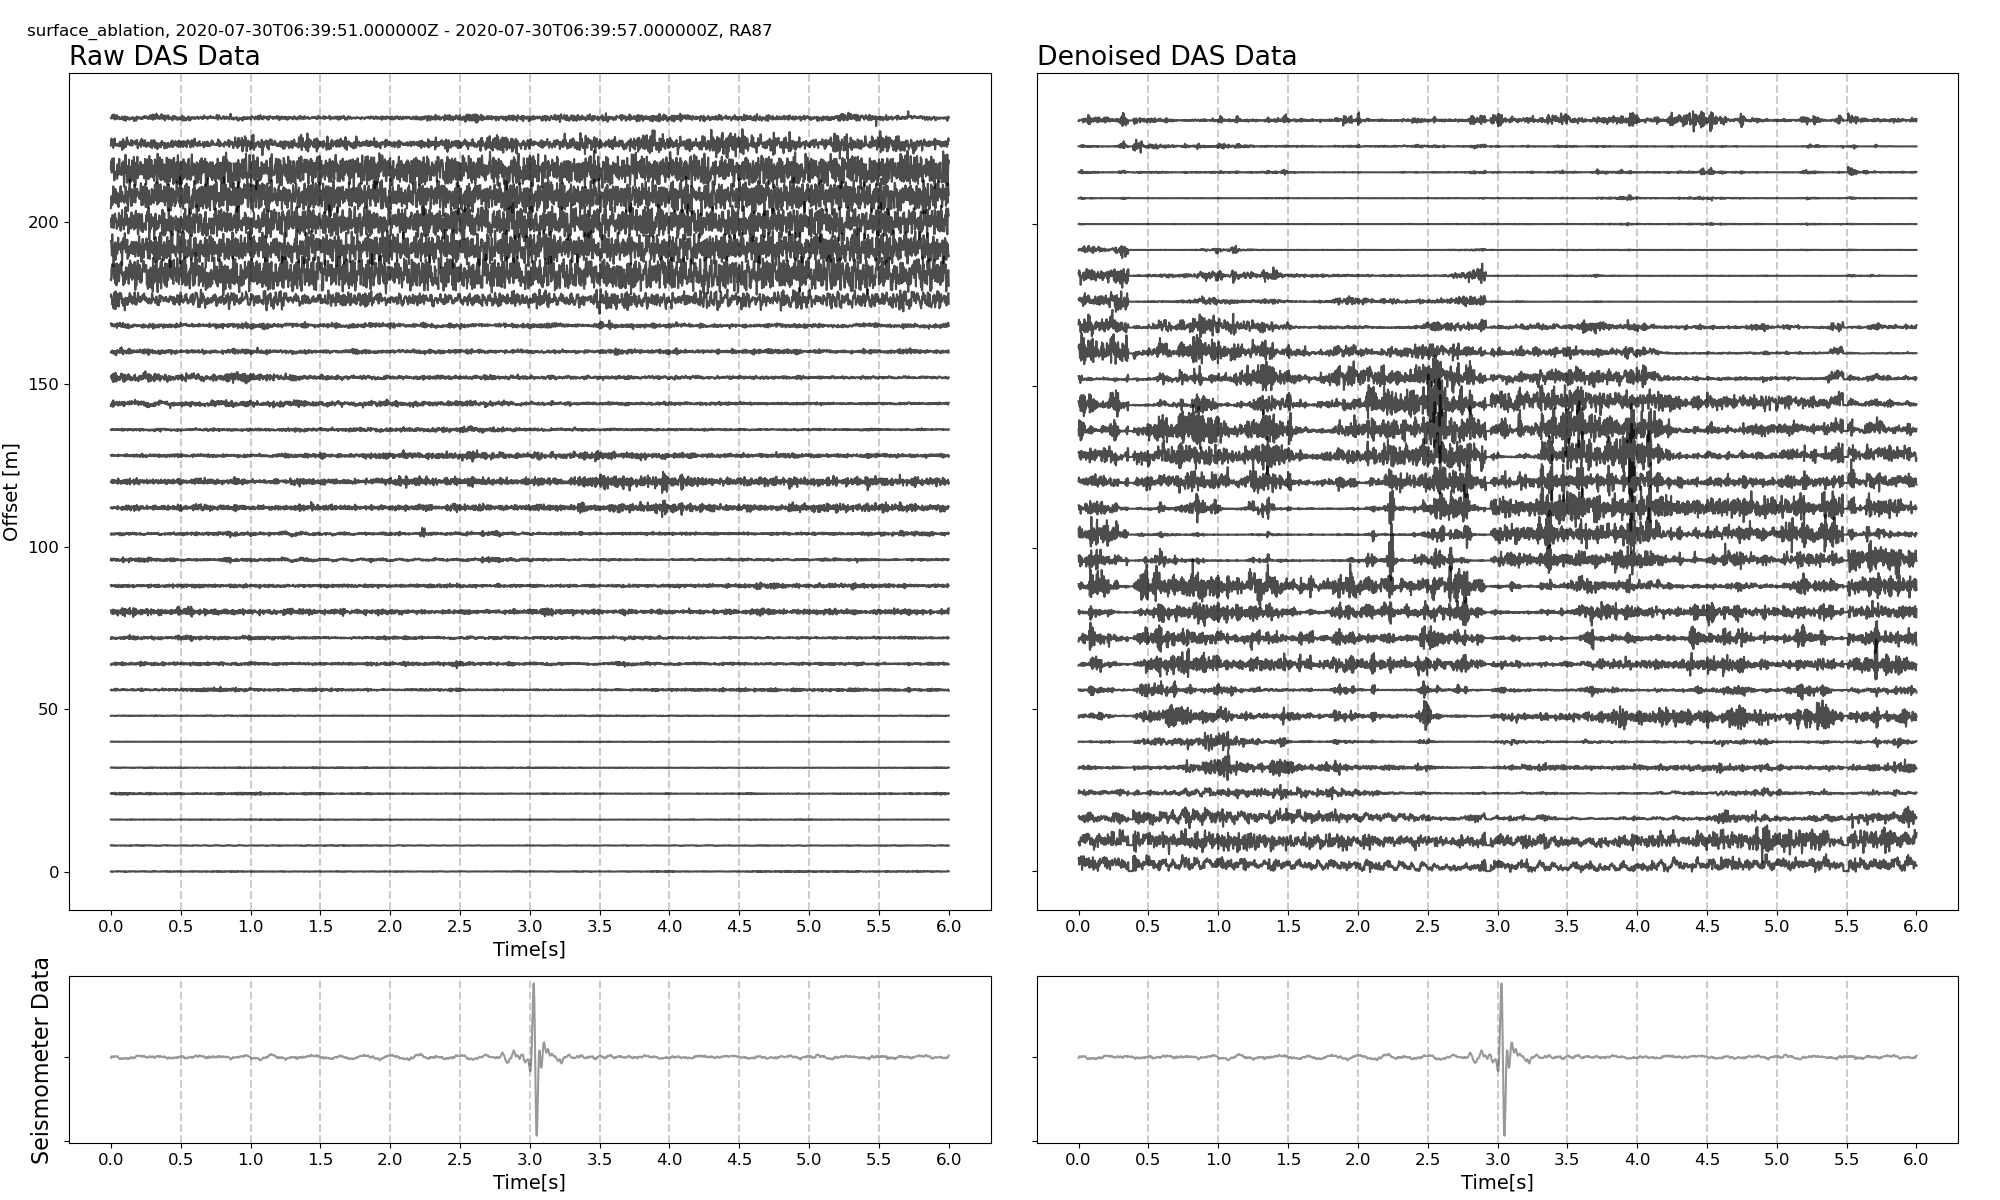 surface_ablation, 2020-07-30T06:39:51.000000Z - 2020-07-30T06:39:57.000000Z, RA87
Raw DAS Data
Denoised DAS Data
Offset [m]
200
150
100
50
0
0.0 0.5 1.0 1.5 2.0 2.5 3.0 3.5 4.0 4.5 5.0 5.5 6.0
Time[s]
0.0 0.5 1.0 1.5 2.0 2.5 3.0 3.5 4.0 4.5 5.0 5.5 6.0
Seismometer Data
0.0 0.5 1.0 1.5 2.0 2.5 3.0 3.5 4.0 4.5 5.0 5.5 6.0
Time[s]
0.0 0.5 1.0 1.5 2.0 2.5 3.0 3.5 4.0 4.5 5.0 5.5 6.0
Time[s]